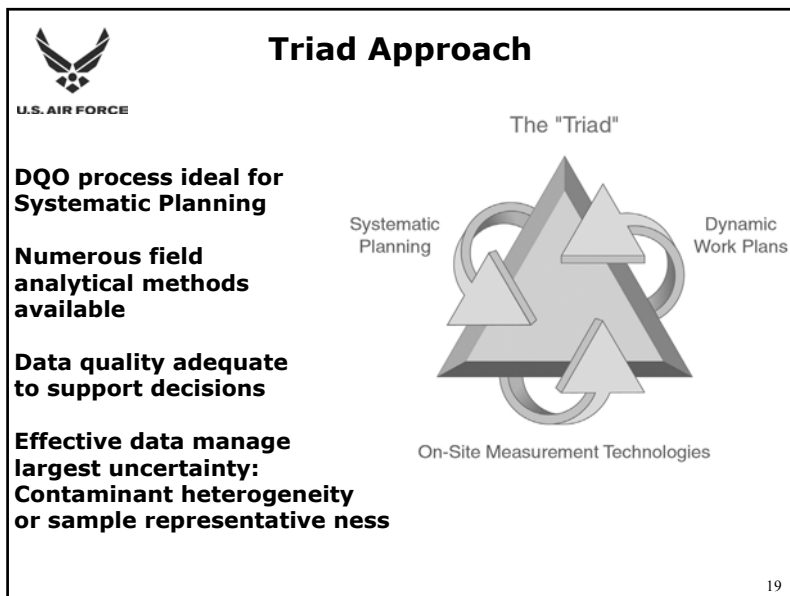 Triad Approach
U.S. AIR FORCE
DQO process ideal for
Systematic Planning
Numerous field
analytical methods
available
Data quality adequate
to support decisions
Effective data manage
largest uncertainty:
Contaminant heterogeneity
or sample representative ness
The "Triad"
Systematic
Planning
Dynamic
Work Plans
On-Site Measurement Technologies
19